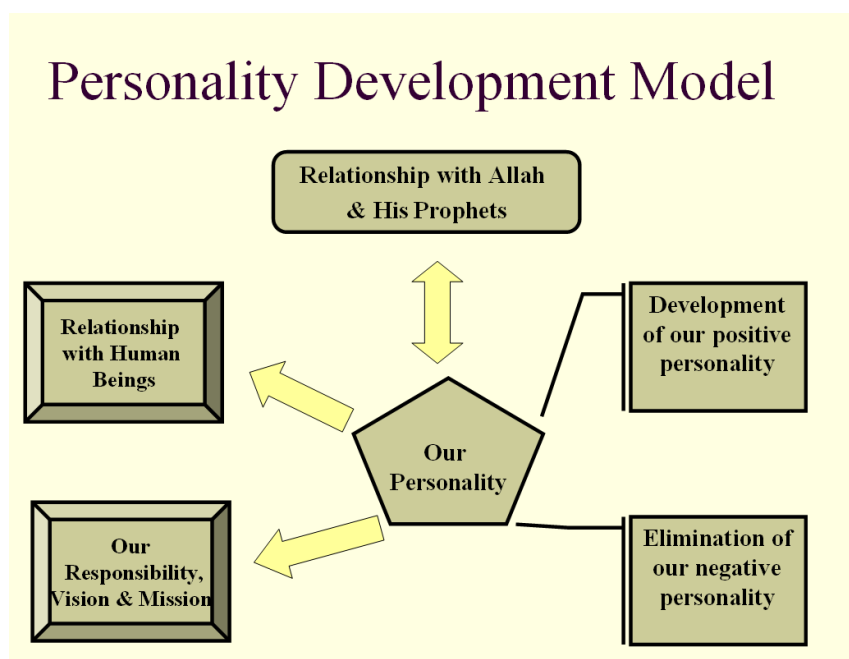 Personality Development Model
Relationship with Allah
& His Prophets
Relationship
with Human
Beings
Development
of our positive
personality
Our
Personality
Our
Responsibility,
Vision & Mission
Elimination of
our negative
personality